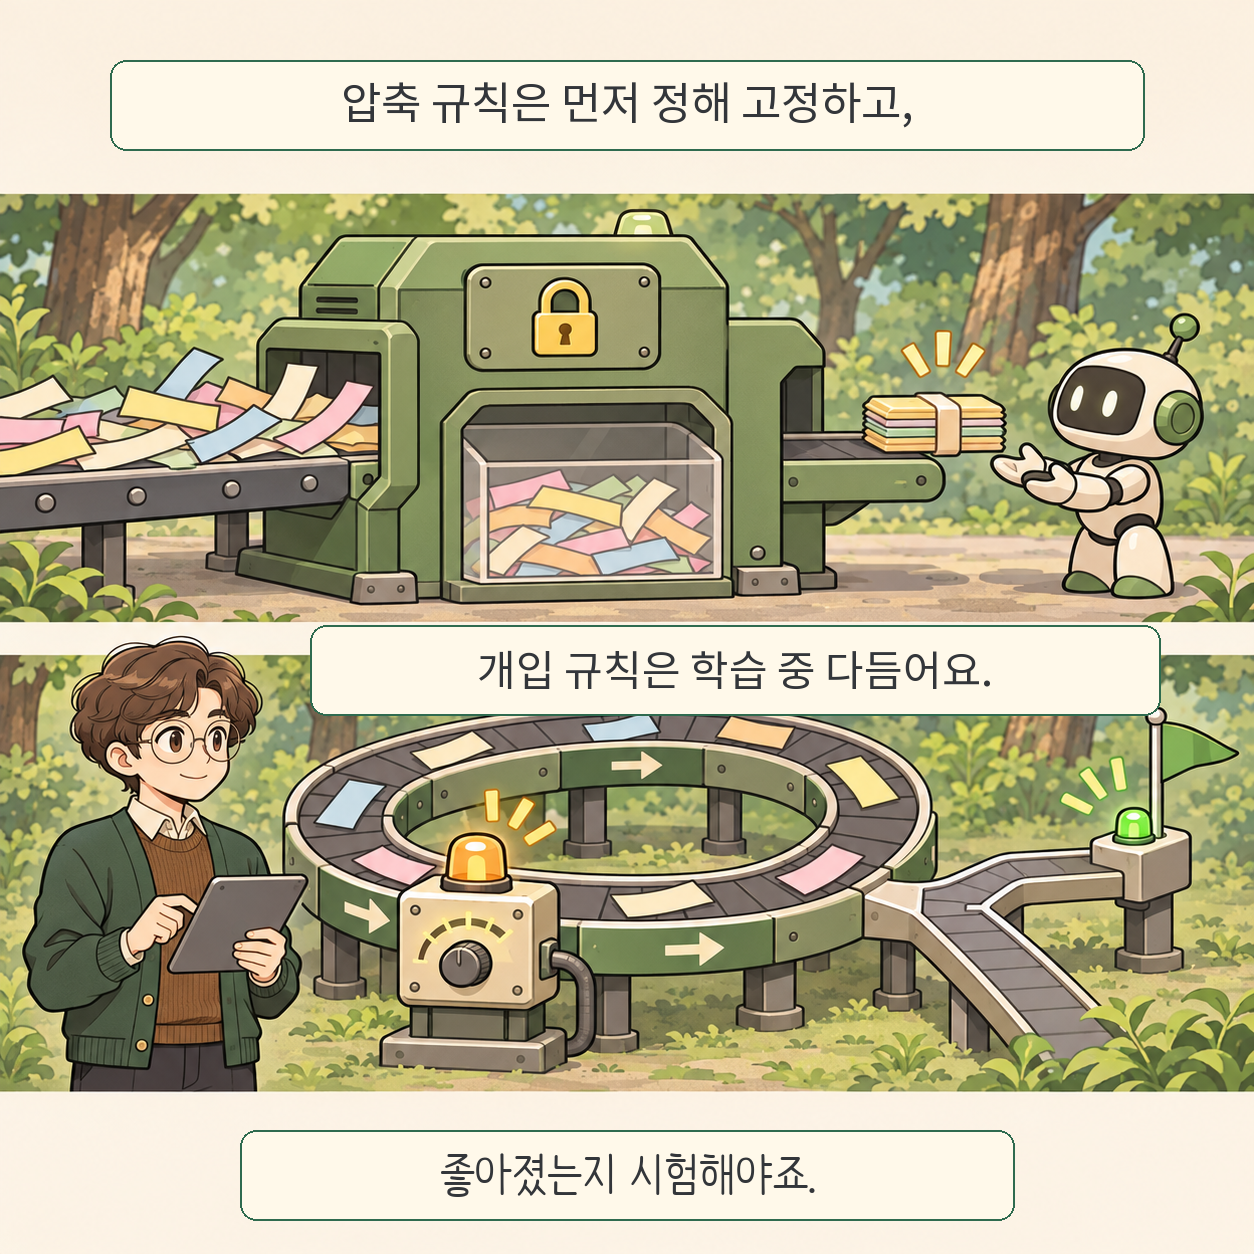 압축 규칙은 먼저 정해 고정하고,
개입 규칙은 학습 중 다듬어요.
좋아졌는지 시험해야죠.